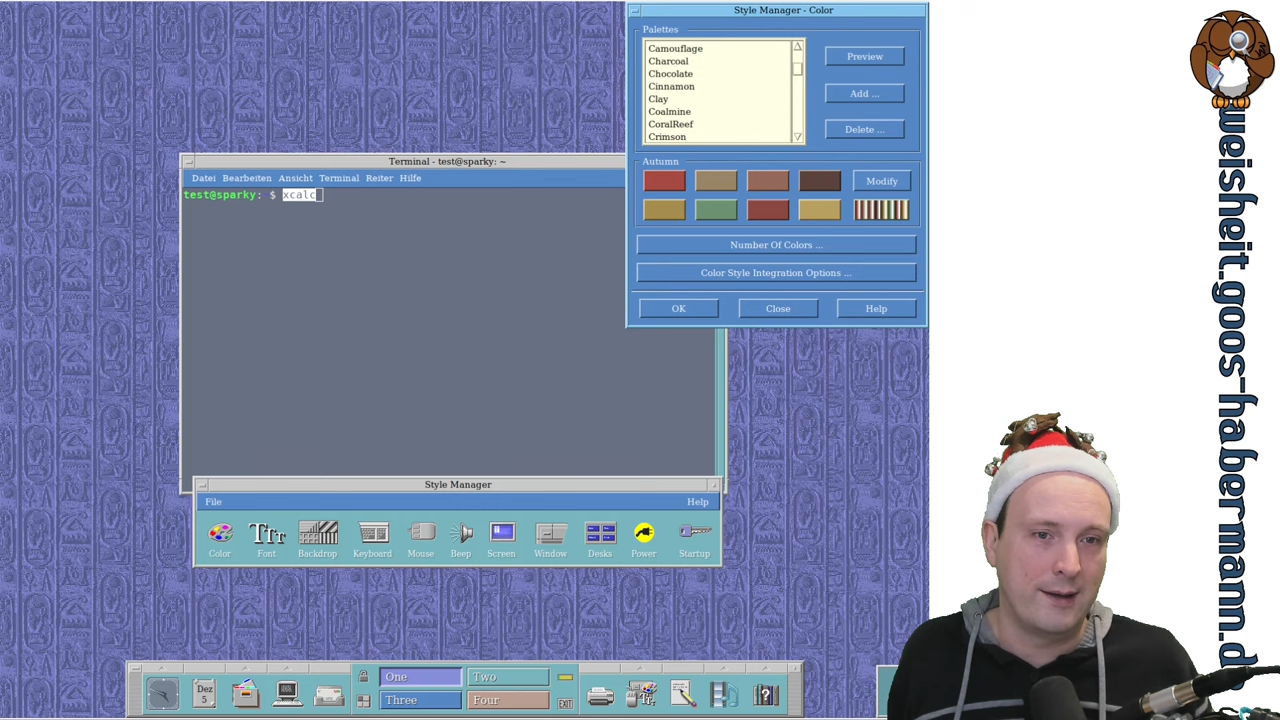 Style Manager - Color
Palettes
Camouflage
Charcoal
Chocolate
Cinnamon
Clay
Coalmine
CoralReef
Crimson
Preview
Add ...
Delete ...
Autumn
Modify
Number Of Colors ...
Color Style Integration Options ...
OK Close Help
Terminal - test@sparky: ~
Datei Bearbeiten Ansicht Terminal Reiter Hilfe
test@sparky: $ xcalc
Style Manager
File Help
Color Font Backdrop Keyboard Mouse Beep Screen Window Desks Power Startup
Dez
5
One Two
Three Four
EXIT
weisheit.goos-habermann.d